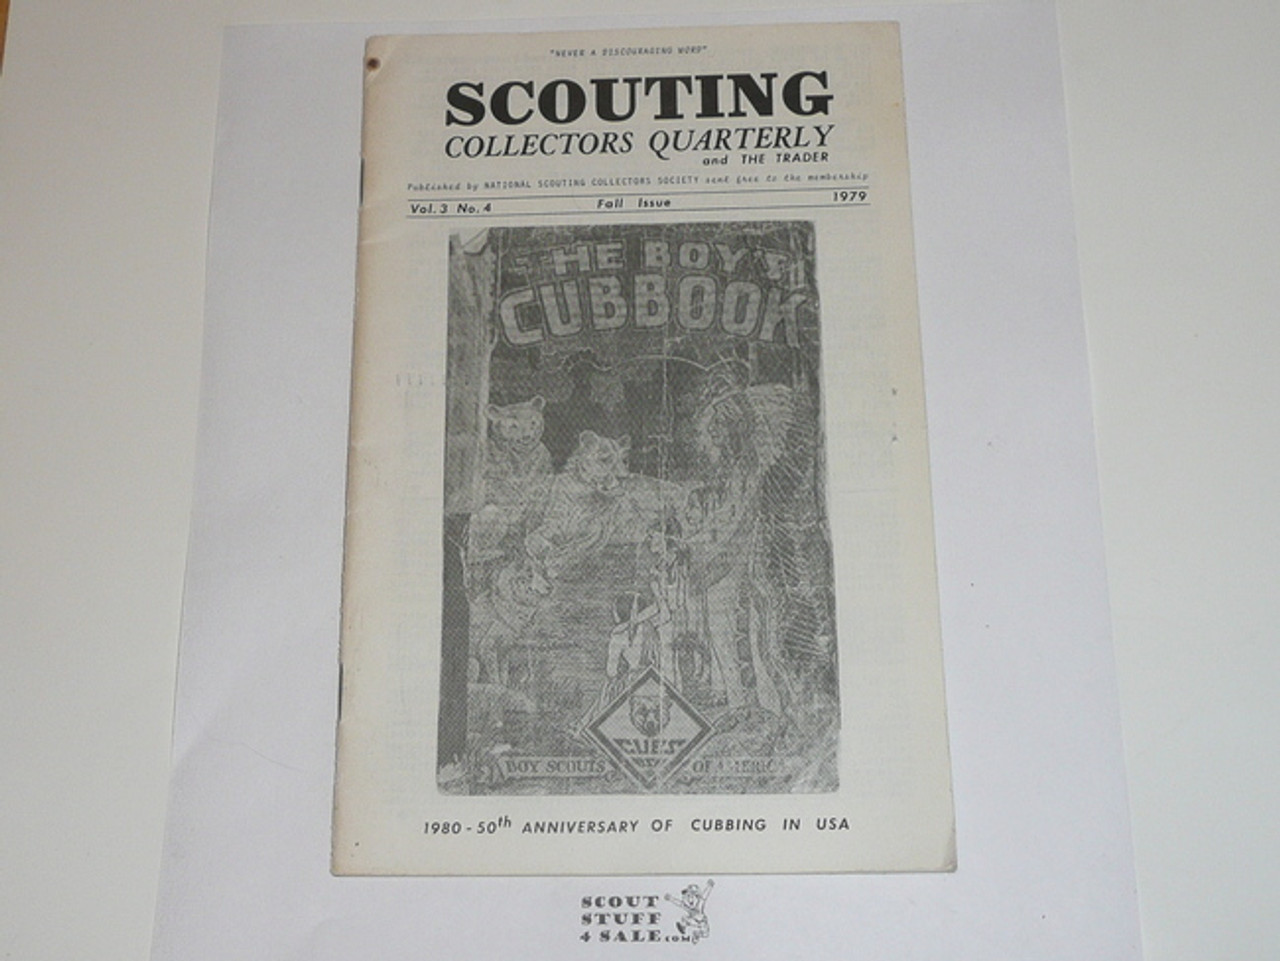 "NEVER A DISCOURAGING WORD"
SCOUTING
COLLECTORS QUARTERLY
and THE TRADER
Published by NATIONAL SCOUTING COLLECTORS SOCIETY sent free to the membership
Vol. 3 No. 4 Fall Issue 1979
THE BOY'S
CUBBOOK
CUBS
BSA
BOY SCOUTS OF AMERICA
1980 - 50th ANNIVERSARY OF CUBBING IN USA
SCOUT
STUFF
4 SALE.COM